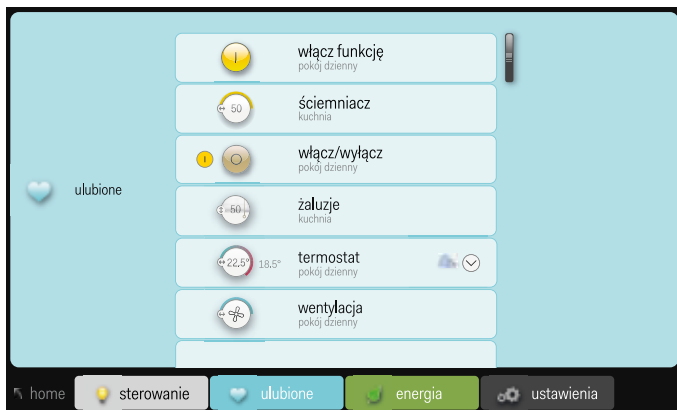 I
włącz funkcję
pokój dzienny
50
ściemniacz
kuchnia
I
O
włącz/wyłącz
pokój dzienny
ulubione
50
żaluzje
kuchnia
22,5°
18.5°
termostat
pokój dzienny
wentylacja
pokój dzienny
home
sterowanie
ulubione
energia
ustawienia